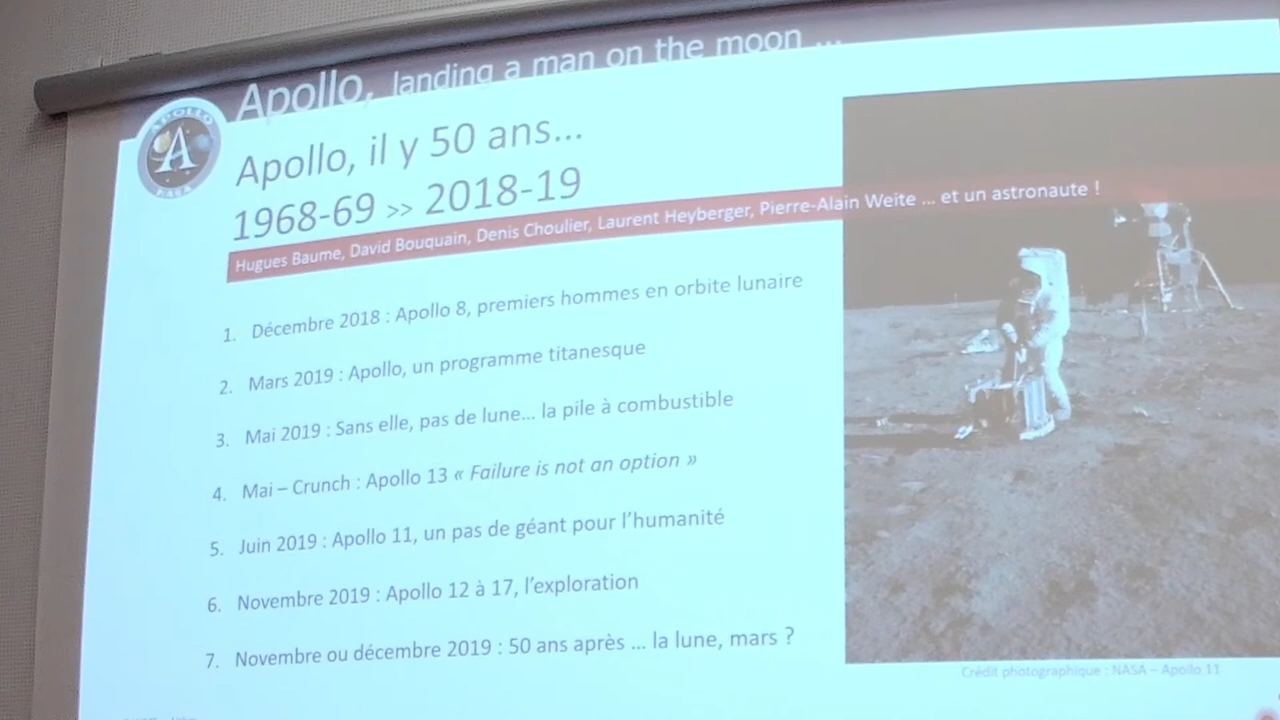 Apollo, landing a man on the moon ...
APOLLO
A
NASA
Apollo, il y 50 ans...
1968-69 >> 2018-19
Hugues Baume, David Bouquain, Denis Choulier, Laurent Heyberger, Pierre-Alain Weite ... et un astronaute !
1. Décembre 2018 : Apollo 8, premiers hommes en orbite lunaire
2. Mars 2019 : Apollo, un programme titanesque
3. Mai 2019 : Sans elle, pas de lune... la pile à combustible
4. Mai – Crunch : Apollo 13 « Failure is not an option »
5. Juin 2019 : Apollo 11, un pas de géant pour l'humanité
6. Novembre 2019 : Apollo 12 à 17, l'exploration
7. Novembre ou décembre 2019 : 50 ans après ... la lune, mars ?
Crédit photographique : NASA – Apollo 11